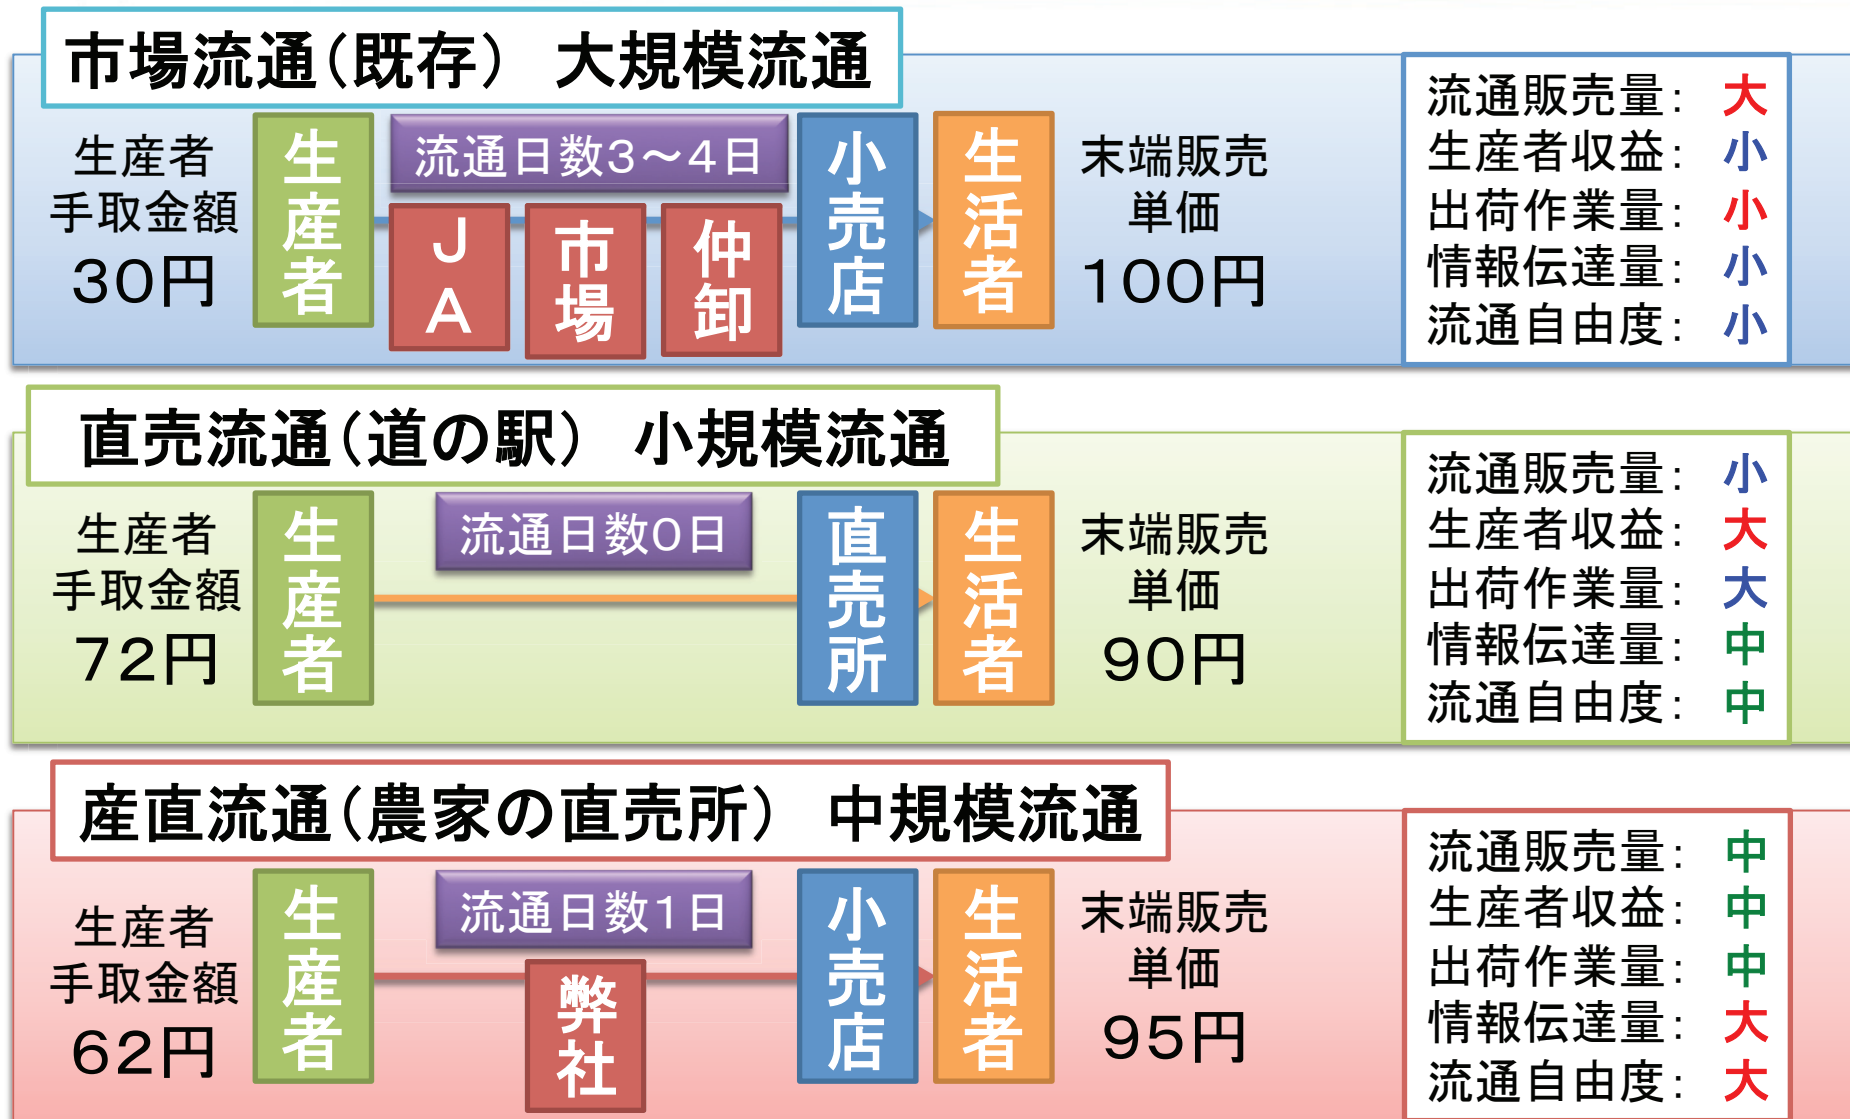 市場流通(既存) 大規模流通
生産者
手取金額
30円
生産者
流通日数3～4日
JA
市場
仲卸
小売店
生活者
末端販売
単価
100円
流通販売量： 大
生産者収益： 小
出荷作業量： 小
情報伝達量： 小
流通自由度： 小
直売流通(道の駅) 小規模流通
生産者
手取金額
72円
生産者
流通日数0日
直売所
生活者
末端販売
単価
90円
流通販売量： 小
生産者収益： 大
出荷作業量： 大
情報伝達量： 中
流通自由度： 中
産直流通(農家の直売所) 中規模流通
生産者
手取金額
62円
生産者
流通日数1日
弊社
小売店
生活者
末端販売
単価
95円
流通販売量： 中
生産者収益： 中
出荷作業量： 中
情報伝達量： 大
流通自由度： 大